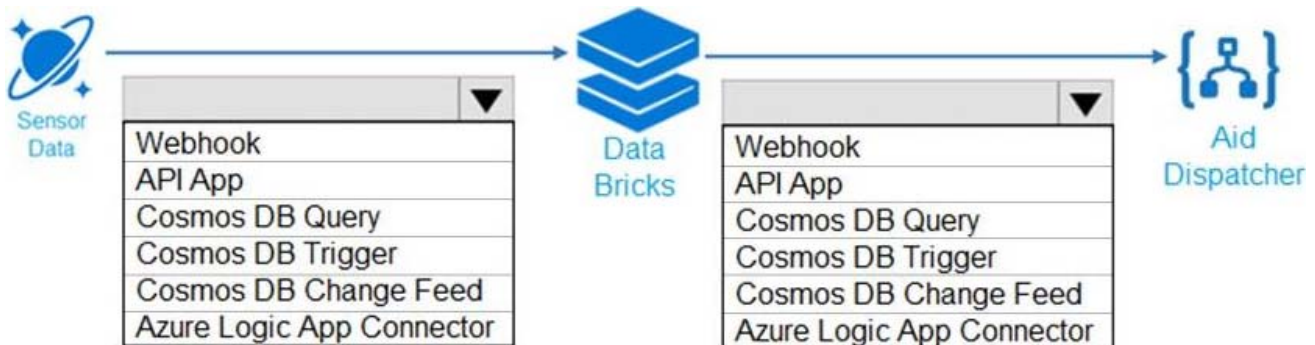 Sensor
Data
Webhook
API App
Cosmos DB Query
Cosmos DB Trigger
Cosmos DB Change Feed
Azure Logic App Connector
Data
Bricks
Webhook
API App
Cosmos DB Query
Cosmos DB Trigger
Cosmos DB Change Feed
Azure Logic App Connector
Aid
Dispatcher